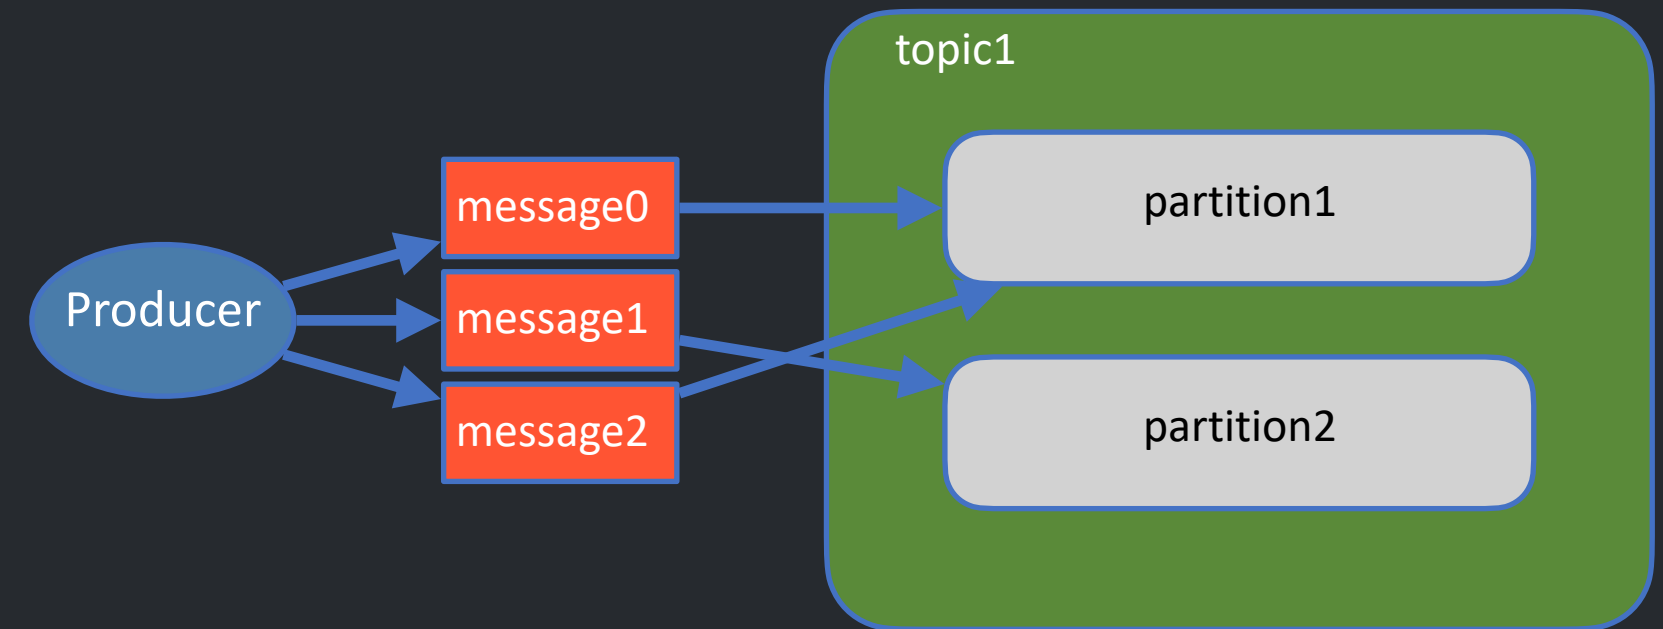 topic1
Producer
message0
message1
message2
partition1
partition2